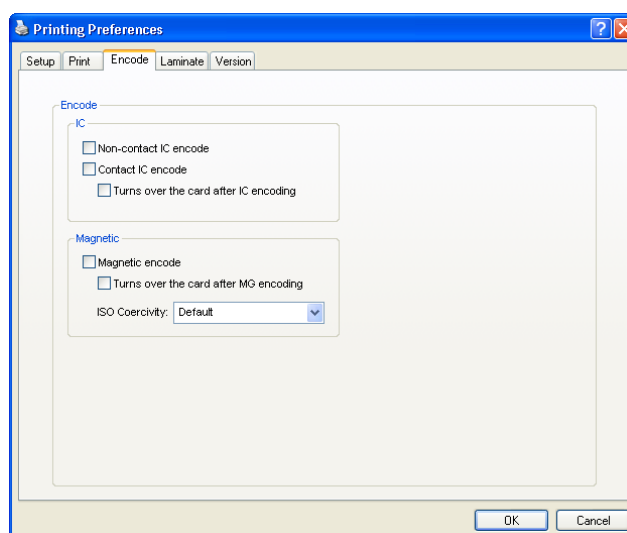 Printing Preferences
Setup Print Encode Laminate Version
Encode
IC
Non-contact IC encode
Contact IC encode
Turns over the card after IC encoding
Magnetic
Magnetic encode
Turns over the card after MG encoding
ISO Coercivity: Default
OK Cancel